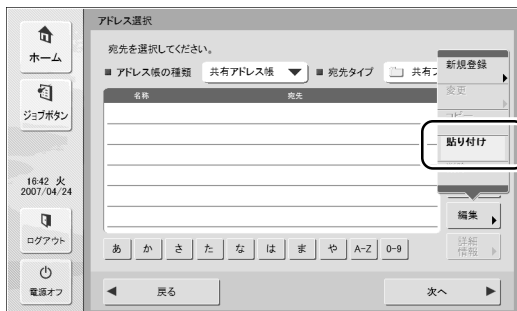 アドレス選択
ホーム
宛先を選択してください。
■ アドレス帳の種類 共有アドレス帳 ▼ ■ 宛先タイプ 共有フ
新規登録
変更
名称 宛先
コピー
ジョブボタン
貼り付け
16:42 火
2007/04/24
編集
ログアウト
あ か さ た な は ま や A-Z 0-9
詳細
情報
電源オフ
◀ 戻る 次へ ▶